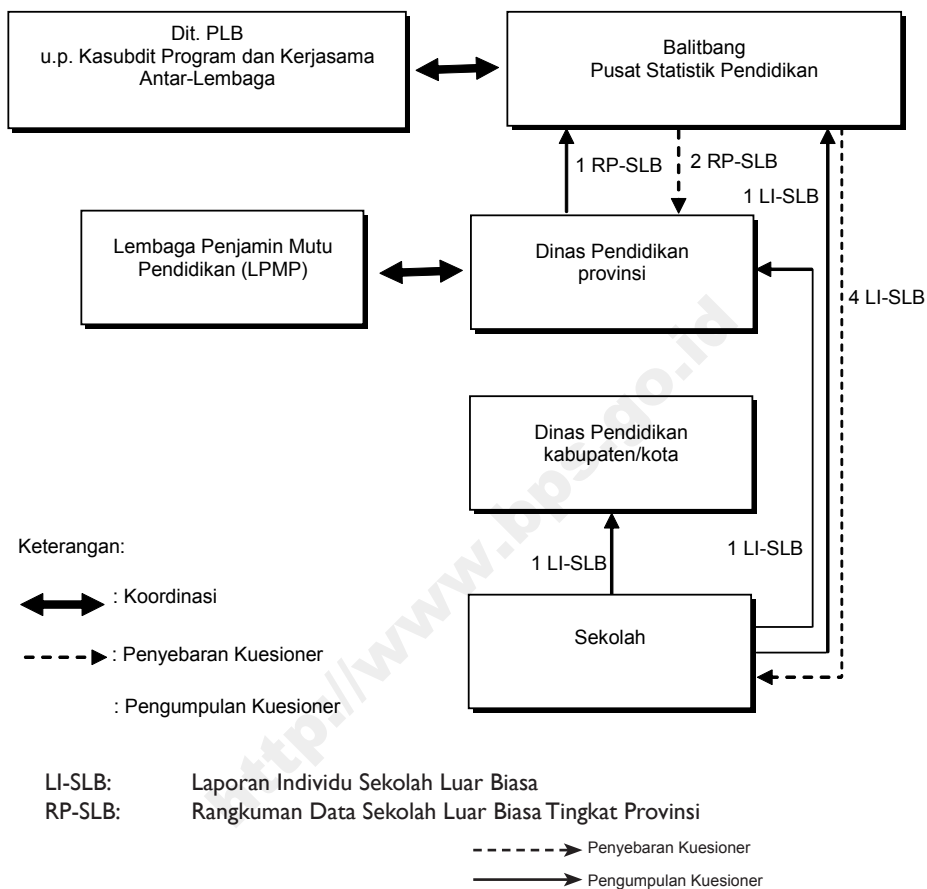 Dit. PLB
u.p. Kasubdit Program dan Kerjasama
Antar-Lembaga
Balitbang
Pusat Statistik Pendidikan
1 RP-SLB
2 RP-SLB
1 LI-SLB
Lembaga Penjamin Mutu
Pendidikan (LPMP)
Dinas Pendidikan
provinsi
4 LI-SLB
Dinas Pendidikan
kabupaten/kota
Keterangan:
1 LI-SLB
1 LI-SLB
: Koordinasi
Sekolah
: Penyebaran Kuesioner
: Pengumpulan Kuesioner
http://www.bps.go.id
LI-SLB: Laporan Individu Sekolah Luar Biasa
RP-SLB: Rangkuman Data Sekolah Luar Biasa Tingkat Provinsi
Penyebaran Kuesioner
Pengumpulan Kuesioner